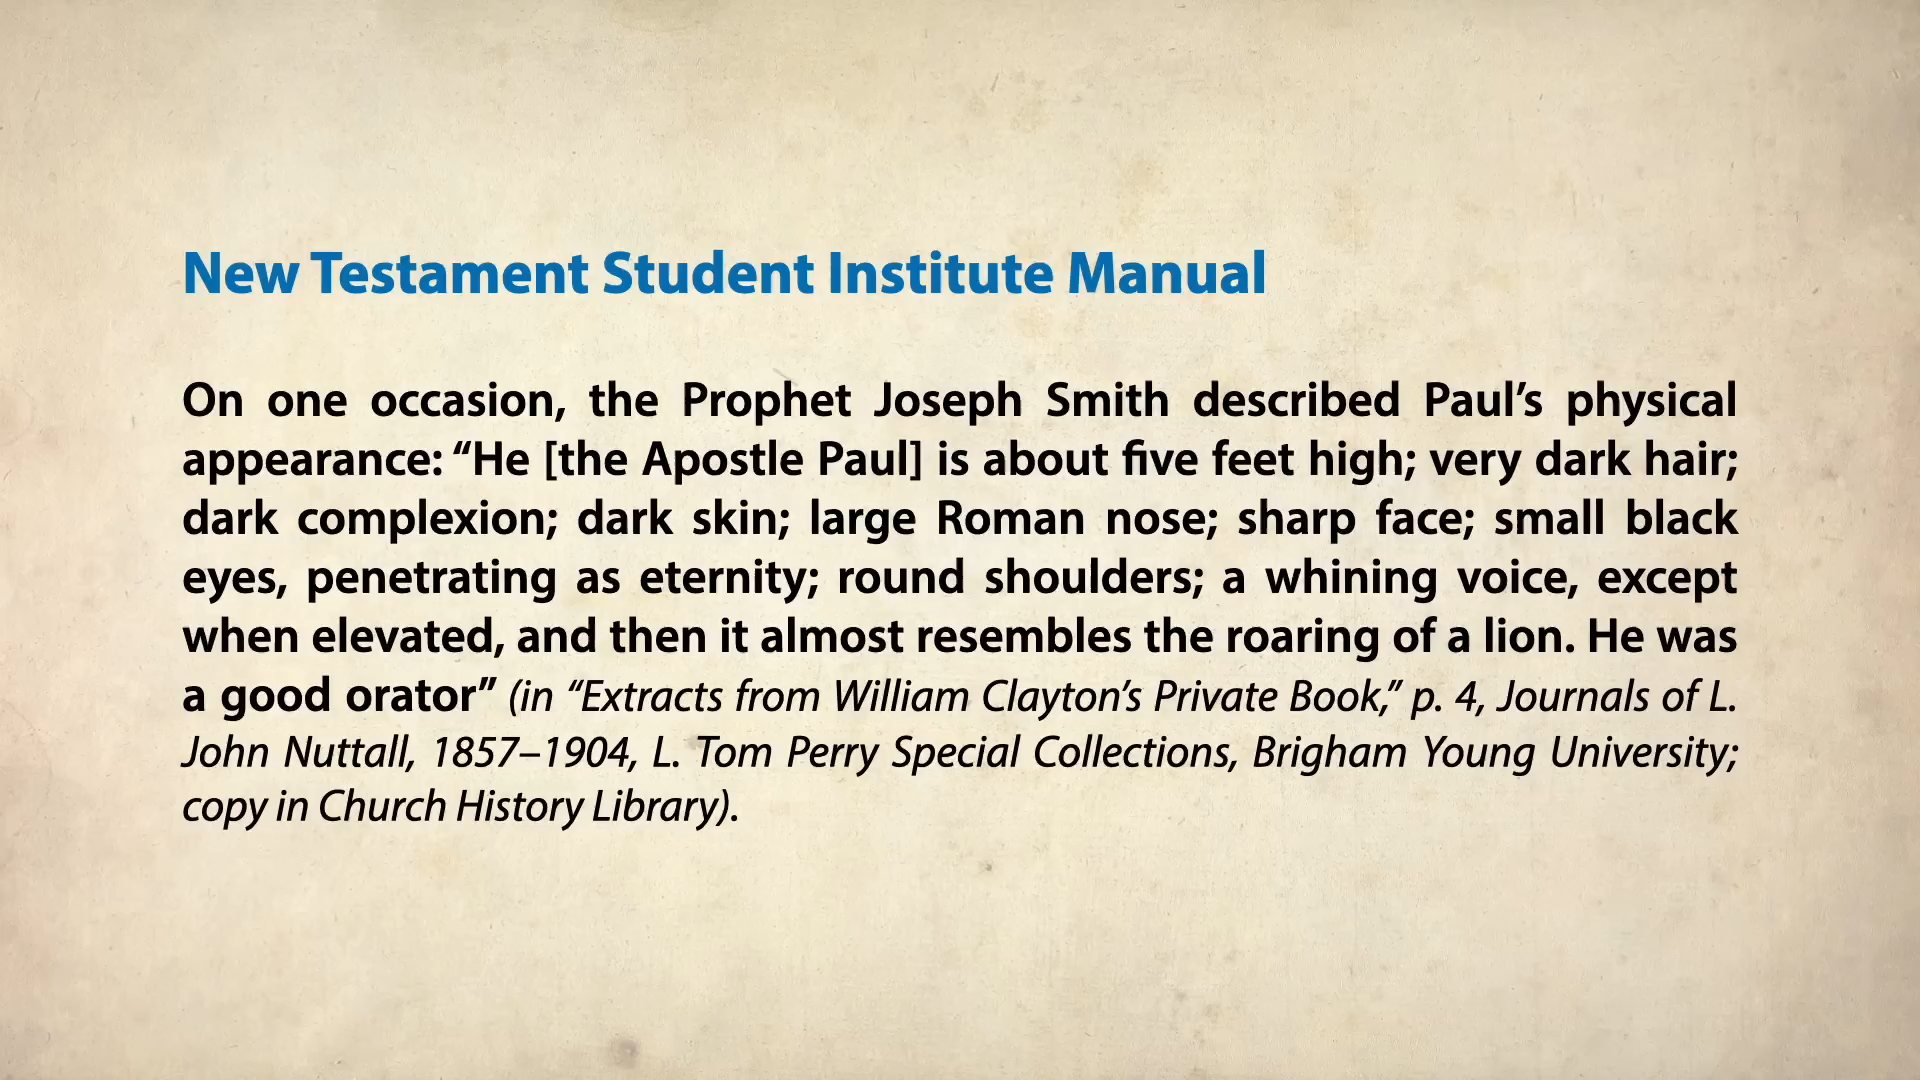 New Testament Student Institute Manual
On one occasion, the Prophet Joseph Smith described Paul’s physical
appearance: “He [the Apostle Paul] is about five feet high; very dark hair;
dark complexion; dark skin; large Roman nose; sharp face; small black
eyes, penetrating as eternity; round shoulders; a whining voice, except
when elevated, and then it almost resembles the roaring of a lion. He was
a good orator” (in “Extracts from William Clayton’s Private Book,” p. 4, Journals of L.
John Nuttall, 1857–1904, L. Tom Perry Special Collections, Brigham Young University;
copy in Church History Library).